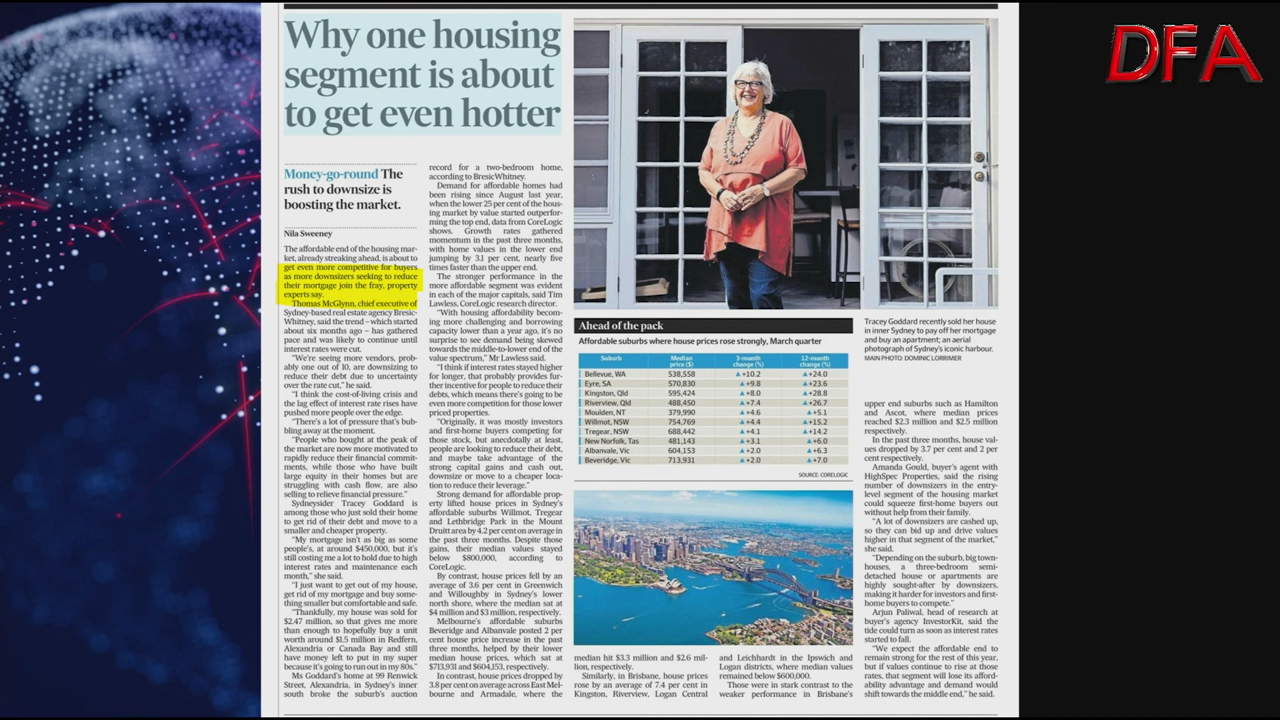 DFA
Why one housing
segment is about
to get even hotter
Money-go-round The
rush to downsize is
boosting the market.
Nila Sweeney
The affordable end of the housing mar-
ket, already streaking ahead, is about to
get even more competitive for buyers
as more downsizers seeking to reduce
their mortgage join the fray, property
experts say.
Thomas McGlynn, chief executive of
Sydney-based real estate agency Bresic-
Whitney, said the trend – which started
about six months ago – has gathered
pace and was likely to continue until
interest rates were cut.
"We're seeing more vendors, prob-
ably one out of 10, are downsizing to
reduce their debt due to uncertainty
over the rate cut," he said.
"I think the cost-of-living crisis and
the lag effect of interest rate rises have
pushed more people over the edge.
"There's a lot of pressure that's bub-
bling away at the moment.
"People who bought at the peak of
the market are now more motivated to
rapidly reduce their financial commit-
ments, while those who have built
large equity in their homes but are
struggling with cash flow, are also
selling to relieve financial pressure."
Sydneysider Tracey Goddard is
among those who just sold their home
to get rid of their debt and move to a
smaller and cheaper property.
"My mortgage isn't as big as some
people's, at around $450,000, but it's
still costing me a lot to hold due to high
interest rates and maintenance each
month," she said.
"I just want to get out of my house,
get rid of my mortgage and buy some-
thing smaller but comfortable and safe.
"Thankfully, my house was sold for
$2.47 million, so that gives me more
than enough to hopefully buy a unit
worth around $1.5 million in Redfern,
Alexandria or Canada Bay and still
have money left to put in my super
because it's going to run out in my 80s."
Ms Goddard's home at 99 Renwick
Street, Alexandria, in Sydney's inner
south broke the suburb's auction
record for a two-bedroom home,
according to BresicWhitney.
Demand for affordable homes had
been rising since August last year,
when the lower 25 per cent of the hous-
ing market by value started outperfor-
ming the top end, data from CoreLogic
shows. Growth rates gathered
momentum in the past three months,
with home values in the lower end
jumping by 3.1 per cent, nearly five
times faster than the upper end.
The stronger performance in the
more affordable segment was evident
in each of the major capitals, said Tim
Lawless, CoreLogic research director.
"With housing affordability becom-
ing more challenging and borrowing
capacity lower than a year ago, it's no
surprise to see demand being skewed
towards the middle-to-lower end of the
value spectrum," Mr Lawless said.
"I think if interest rates stayed higher
for longer, that probably provides fur-
ther incentive for people to reduce their
debts, which means there's going to be
even more competition for those lower
priced properties.
"Originally, it was mostly investors
and first-home buyers competing for
those stock, but anecdotally at least,
people are looking to reduce their debt,
and maybe take advantage of the
strong capital gains and cash out,
downsize or move to a cheaper loca-
tion to reduce their leverage."
Strong demand for affordable prop-
erty lifted house prices in Sydney's
affordable suburbs Willmot, Tregear
and Lethbridge Park in the Mount
Druitt area by 4.2 per cent on average in
the past three months. Despite those
gains, their median values stayed
below $800,000, according to
CoreLogic.
By contrast, house prices fell by an
average of 3.6 per cent in Greenwich
and Willoughby in Sydney's lower
north shore, where the median sat at
$4 million and $3 million, respectively.
Melbourne's affordable suburbs
Beveridge and Albanvale posted 2 per
cent house price increase in the past
three months, helped by their lower
median house prices, which sat at
$713,931 and $604,153, respectively.
In contrast, house prices dropped by
3.8 per cent on average across East Mel-
bourne and Armadale, where the
Ahead of the pack
Affordable suburbs where house prices rose strongly, March quarter
Suburb Median price ($) 3-month change (%) 12-month change (%)
Bellevue, WA 538,558 ▲+10.2 ▲+24.0
Eyre, SA 570,830 ▲+9.8 ▲+23.6
Kingston, Qld 595,424 ▲+8.0 ▲+28.8
Riverview, Qld 488,450 ▲+7.4 ▲+26.7
Moulden, NT 379,990 ▲+4.6 ▲+5.1
Willmot, NSW 754,769 ▲+4.4 ▲+15.2
Tregear, NSW 688,442 ▲+4.1 ▲+14.2
New Norfolk, Tas 481,143 ▲+3.1 ▲+6.0
Albanvale, Vic 604,153 ▲+2.0 ▲+6.3
Beveridge, Vic 713,931 ▲+2.0 ▲+7.0
SOURCE: CORELOGIC
Tracey Goddard recently sold her house
in inner Sydney to pay off her mortgage
and buy an apartment; an aerial
photograph of Sydney's iconic harbour.
MAIN PHOTO: DOMINIC LORRIMER
median hit $3.3 million and $2.6 mil-
lion, respectively.
Similarly, in Brisbane, house prices
rose by an average of 7.4 per cent in
Kingston, Riverview, Logan Central
and Leichhardt in the Ipswich and
Logan districts, where median values
remained below $600,000.
Those were in stark contrast to the
weaker performance in Brisbane's
upper end suburbs such as Hamilton
and Ascot, where median prices
reached $2.3 million and $2.5 million
respectively.
In the past three months, house val-
ues dropped by 3.7 per cent and 2 per
cent respectively.
Amanda Gould, buyer's agent with
HighSpec Properties, said the rising
number of downsizers in the entry-
level segment of the housing market
could squeeze first-home buyers out
without help from their family.
"A lot of downsizers are cashed up,
so they can bid up and drive values
higher in that segment of the market,"
she said.
"Depending on the suburb, big town-
houses, a three-bedroom semi-
detached house or apartments are
highly sought-after by downsizers,
making it harder for investors and first-
home buyers to compete."
Arjun Paliwal, head of research at
buyer's agency InvestorKit, said the
tide could turn as soon as interest rates
started to fall.
"We expect the affordable end to
remain strong for the rest of this year,
but if values continue to rise at those
rates, that segment will lose its afford-
ability advantage and demand would
shift towards the middle end," he said.